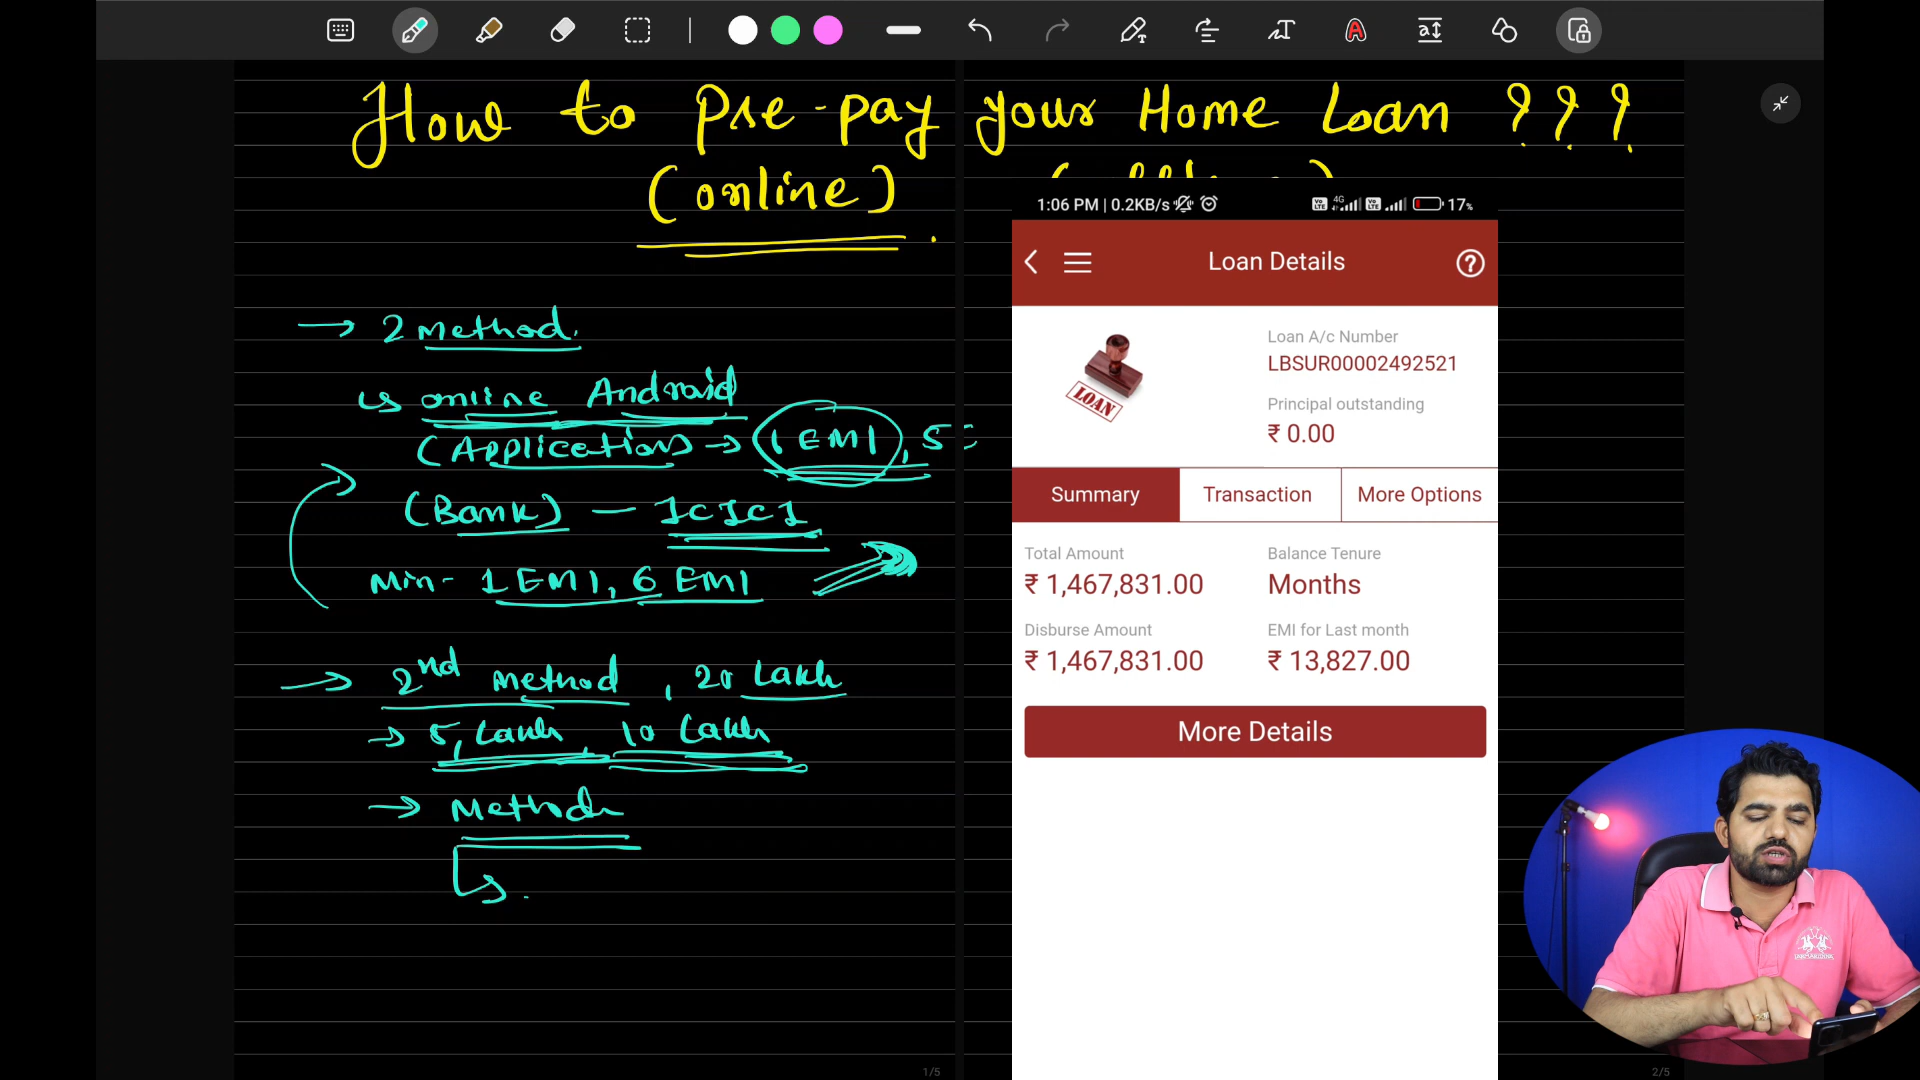 How to Pre-pay your Home Loan ???
(online)
→ 2 method.
↳ online Android
(Application) → (1 EMI), 5
(Bank) — ICICI
Min- 1 EMI, 6 EMI
→ 2nd method, 20 Lakh
→ 5, Lakh, 10 Lakh
→ Method
1/5
1:06 PM | 0.2KB/s
4G
17%
Loan Details
LOAN
Loan A/c Number
LBSUR00002492521
Principal outstanding
₹ 0.00
Summary Transaction More Options
Total Amount Balance Tenure
₹ 1,467,831.00 Months
Disburse Amount EMI for Last month
₹ 1,467,831.00 ₹ 13,827.00
More Details
2/5